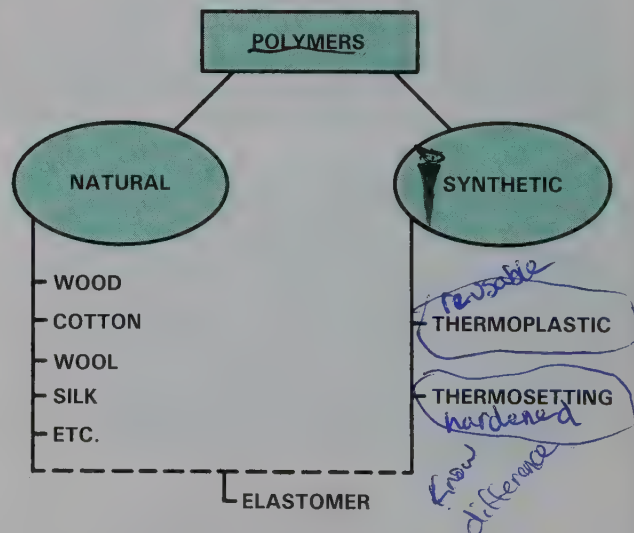 POLYMERS
NATURAL
SYNTHETIC
WOOD
COTTON
WOOL
SILK
ETC.
reusable
THERMOPLASTIC
THERMOSETTING
hardened
Know
difference
ELASTOMER